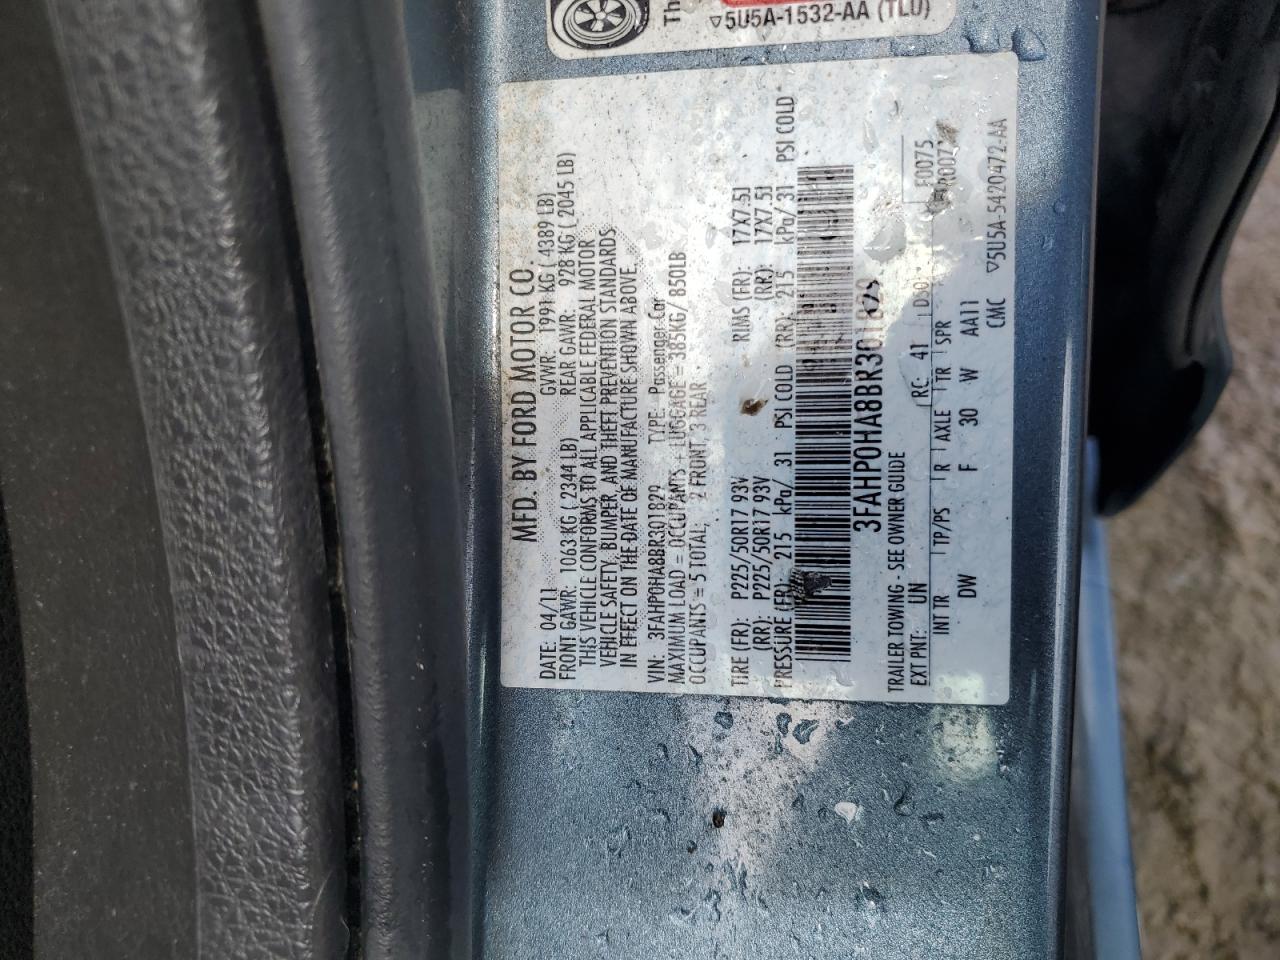 Th
▽5U5A-1532-AA (TLU)
MFD. BY FORD MOTOR CO.
DATE: 04/11 GVWR: 1991 KG ( 4389 LB)
FRONT GAWR: 1063 KG ( 2344 LB) REAR GAWR: 928 KG ( 2045 LB)
THIS VEHICLE CONFORMS TO ALL APPLICABLE FEDERAL MOTOR
VEHICLE SAFETY, BUMPER, AND THEFT PREVENTION STANDARDS
IN EFFECT ON THE DATE OF MANUFACTURE SHOWN ABOVE.
VIN: 3FAHP0HA8BR301829 TYPE: Passenger Car
MAXIMUM LOAD = OCCUPANTS + LUGGAGE = 385KG/ 850LB
OCCUPANTS = 5 TOTAL; 2 FRONT, 3 REAR
TIRE (FR): P225/50R17 93V RIMS (FR): 17X7.5J
(RR): P225/50R17 93V (RR): 17X7.5J
PRESSURE (FR): 215 kPa/ 31 PSI COLD (RR): 215 kPa/ 31 PSI COLD
3FAHP0HA8BR301829
TRAILER TOWING - SEE OWNER GUIDE F0075
EXT PNT: UN RC: 41
INT TR TP/PS R AXLE TR SPR
DW F 30 W AA11
CMC ▽5U5A-5420472-AA